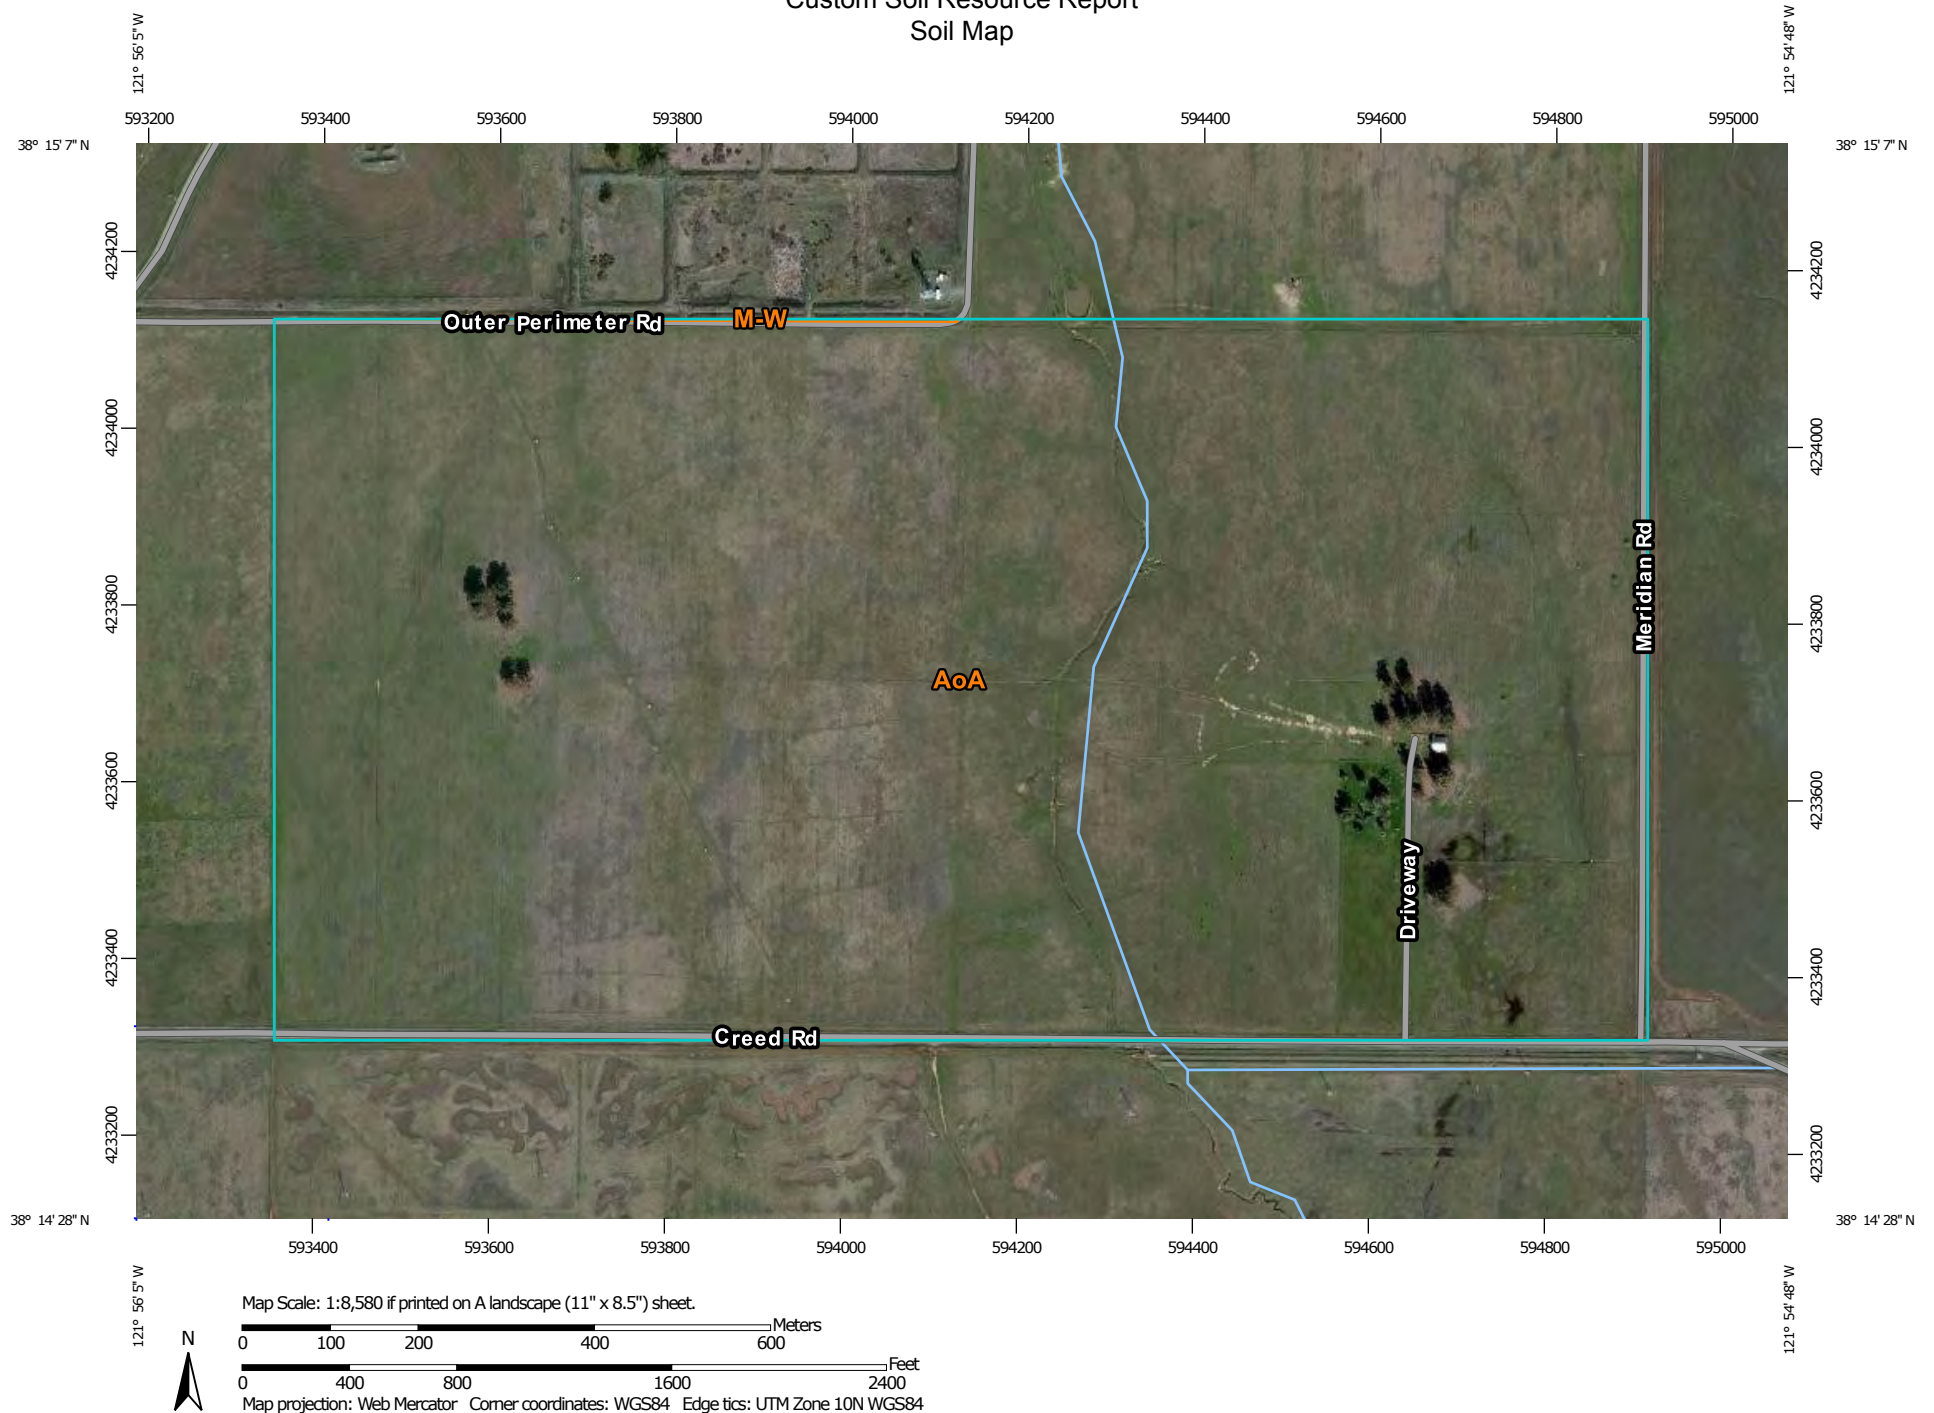 Custom Soil Resource Report
Soil Map
121° 56' 5" W
121° 54' 48" W
593200 593400 593600 593800 594000 594200 594400 594600 594800 595000
38° 15' 7" N
38° 15' 7" N
4234200
4234200
Outer Perimeter Rd
M-W
4234000
4234000
Meridian Rd
4233800
4233800
AoA
4233600
4233600
Driveway
4233400
4233400
Creed Rd
4233200
4233200
38° 14' 28" N
38° 14' 28" N
593400 593600 593800 594000 594200 594400 594600 594800 595000
121° 56' 5" W
121° 54' 48" W
Map Scale: 1:8,580 if printed on A landscape (11" x 8.5") sheet.
Meters
0 100 200 400 600
N
Feet
0 400 800 1600 2400
Map projection: Web Mercator Corner coordinates: WGS84 Edge tics: UTM Zone 10N WGS84